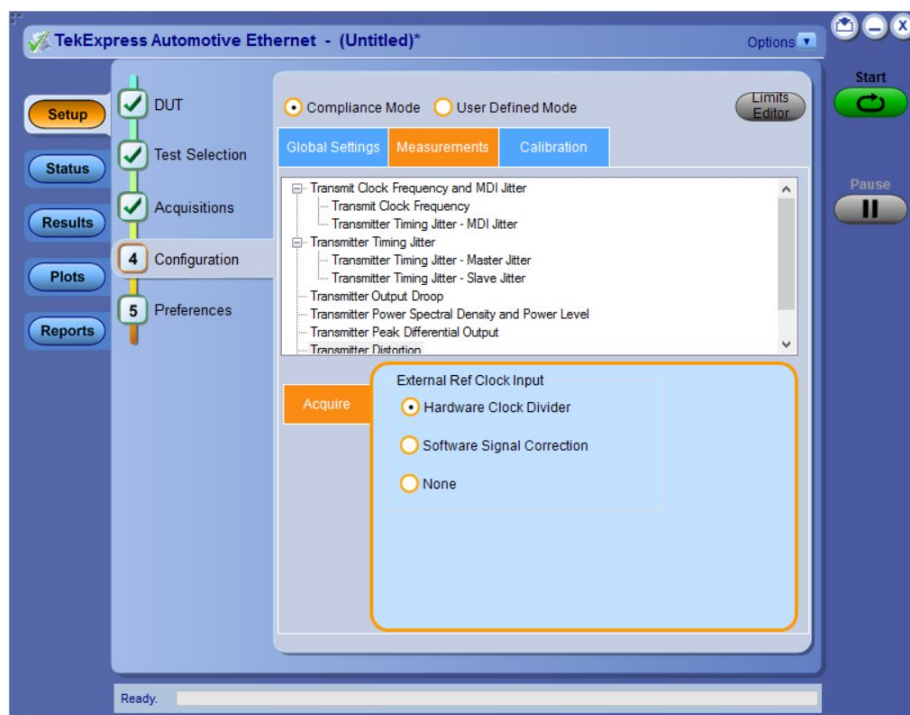 TekExpress Automotive Ethernet - (Untitled)*
Options
X
Start
Pause
Setup
Status
Results
Plots
Reports
DUT
Test Selection
Acquisitions
4 Configuration
5 Preferences
Compliance Mode
User Defined Mode
Limits
Editor
Global Settings
Measurements
Calibration
Transmit Clock Frequency and MDI Jitter
Transmit Clock Frequency
Transmitter Timing Jitter - MDI Jitter
Transmitter Timing Jitter
Transmitter Timing Jitter - Master Jitter
Transmitter Timing Jitter - Slave Jitter
Transmitter Output Droop
Transmitter Power Spectral Density and Power Level
Transmitter Peak Differential Output
Transmitter Distortion
Acquire
External Ref Clock Input
Hardware Clock Divider
Software Signal Correction
None
Ready.